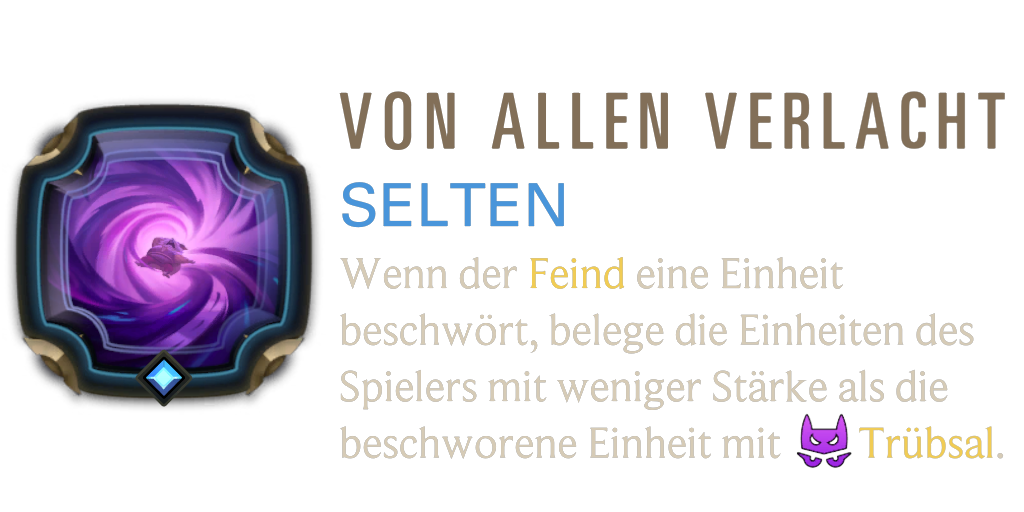 VON ALLEN VERLACHT
SELTEN
Wenn der Feind eine Einheit
beschwört, belege die Einheiten des
Spielers mit weniger Stärke als die
beschworene Einheit mit Trübsal.